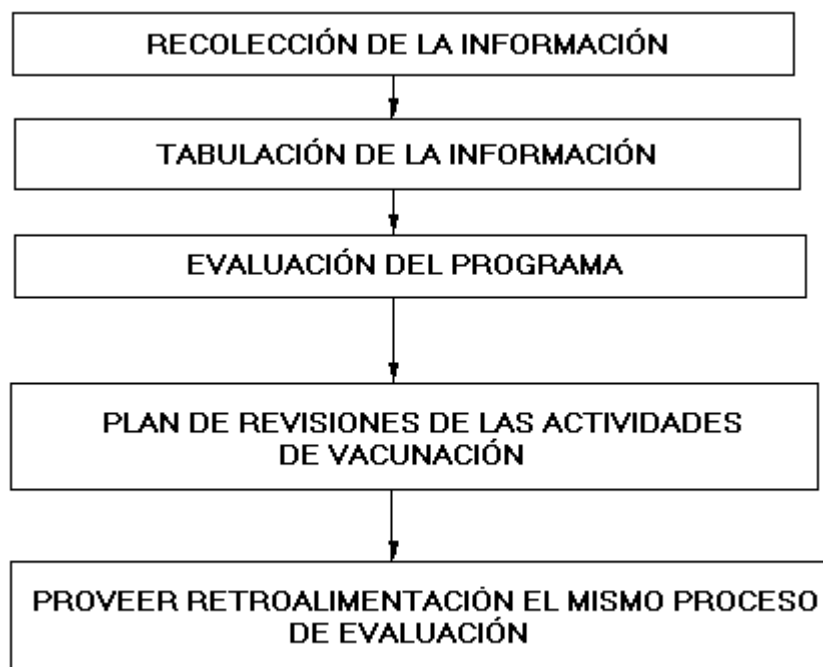 RECOLECCIÓN DE LA INFORMACIÓN
TABULACIÓN DE LA INFORMACIÓN
EVALUACIÓN DEL PROGRAMA
PLAN DE REVISIONES DE LAS ACTIVIDADES
DE VACUNACIÓN
PROVEER RETROALIMENTACIÓN EL MISMO PROCESO
DE EVALUACIÓN